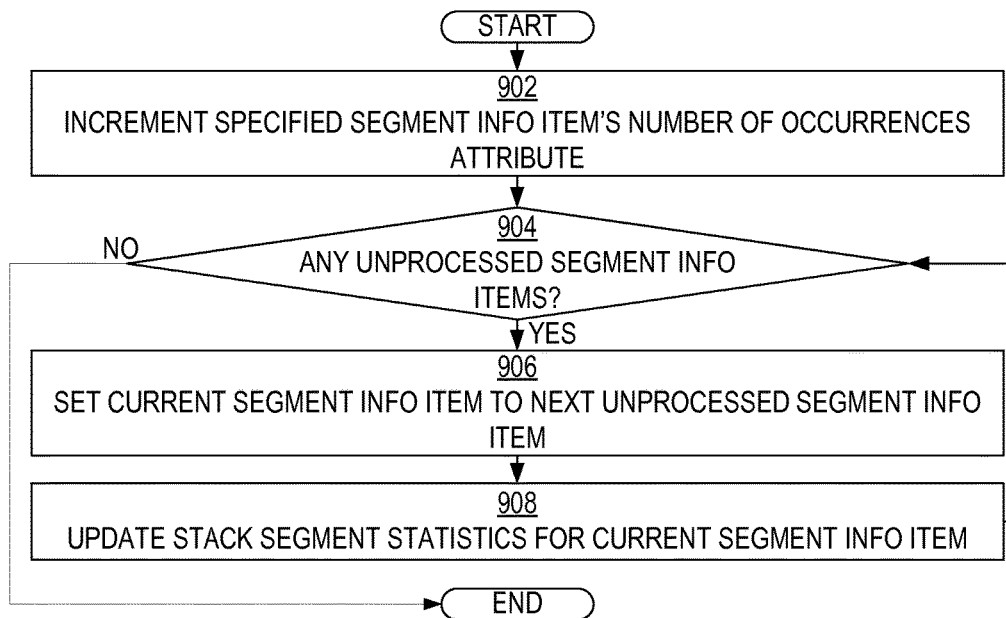 START
902
INCREMENT SPECIFIED SEGMENT INFO ITEM'S NUMBER OF OCCURRENCES
ATTRIBUTE
904
NO
ANY UNPROCESSED SEGMENT INFO
ITEMS?
YES
906
SET CURRENT SEGMENT INFO ITEM TO NEXT UNPROCESSED SEGMENT INFO
ITEM
908
UPDATE STACK SEGMENT STATISTICS FOR CURRENT SEGMENT INFO ITEM
END